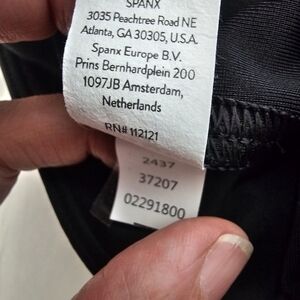 SPANX
3035 Peachtree Road NE
Atlanta, GA 30305, U.S.A.
Spanx Europe B.V.
Prins Bernhardplein 200
1097JB Amsterdam,
Netherlands
RN# 112121
2437
37207
02291800